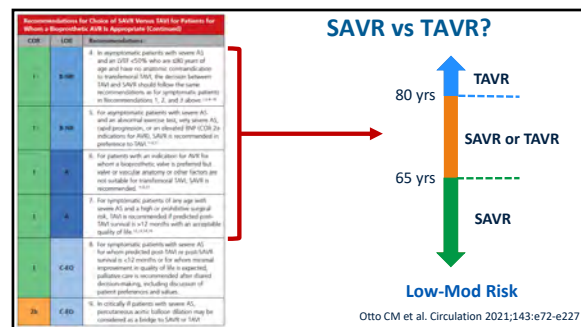 Recommendations for Choice of SAVR Versus TAVI for Patients for
Whom a Bioprosthetic AVR Is Appropriate (Continued)
COR LOE Recommendations
1 B-NR 4. In asymptomatic patients with severe AS
and an LVEF <50% who are ≤80 years of
age and have no anatomic contraindication
to transfemoral TAVI, the decision between
TAVI and SAVR should follow the same
recommendations as for symptomatic patients
in Recommendations 1, 2, and 3 above.
1 B-NR 5. For asymptomatic patients with severe AS
and an abnormal exercise test, very severe AS,
rapid progression, or an elevated BNP (COR 2a
indications for AVR), SAVR is recommended in
preference to TAVI.
1 A 6. For patients with an indication for AVR for
whom a bioprosthetic valve is preferred but
valve or vascular anatomy or other factors are
not suitable for transfemoral TAVI, SAVR is
recommended.
1 A 7. For symptomatic patients of any age with
severe AS and a high or prohibitive surgical
risk, TAVI is recommended if predicted post-
TAVI survival is >12 months with an acceptable
quality of life.
1 C-EO 8. For symptomatic patients with severe AS
for whom predicted post-TAVI or post-SAVR
survival is <12 months or for whom minimal
improvement in quality of life is expected,
palliative care is recommended after shared
decision-making, including discussion of
patient preferences and values.
2b C-EO 9. In critically ill patients with severe AS,
percutaneous aortic balloon dilation may be
considered as a bridge to SAVR or TAVI
SAVR vs TAVR?
TAVR
80 yrs
SAVR or TAVR
65 yrs
SAVR
Low-Mod Risk
Otto CM et al. Circulation 2021;143:e72-e227